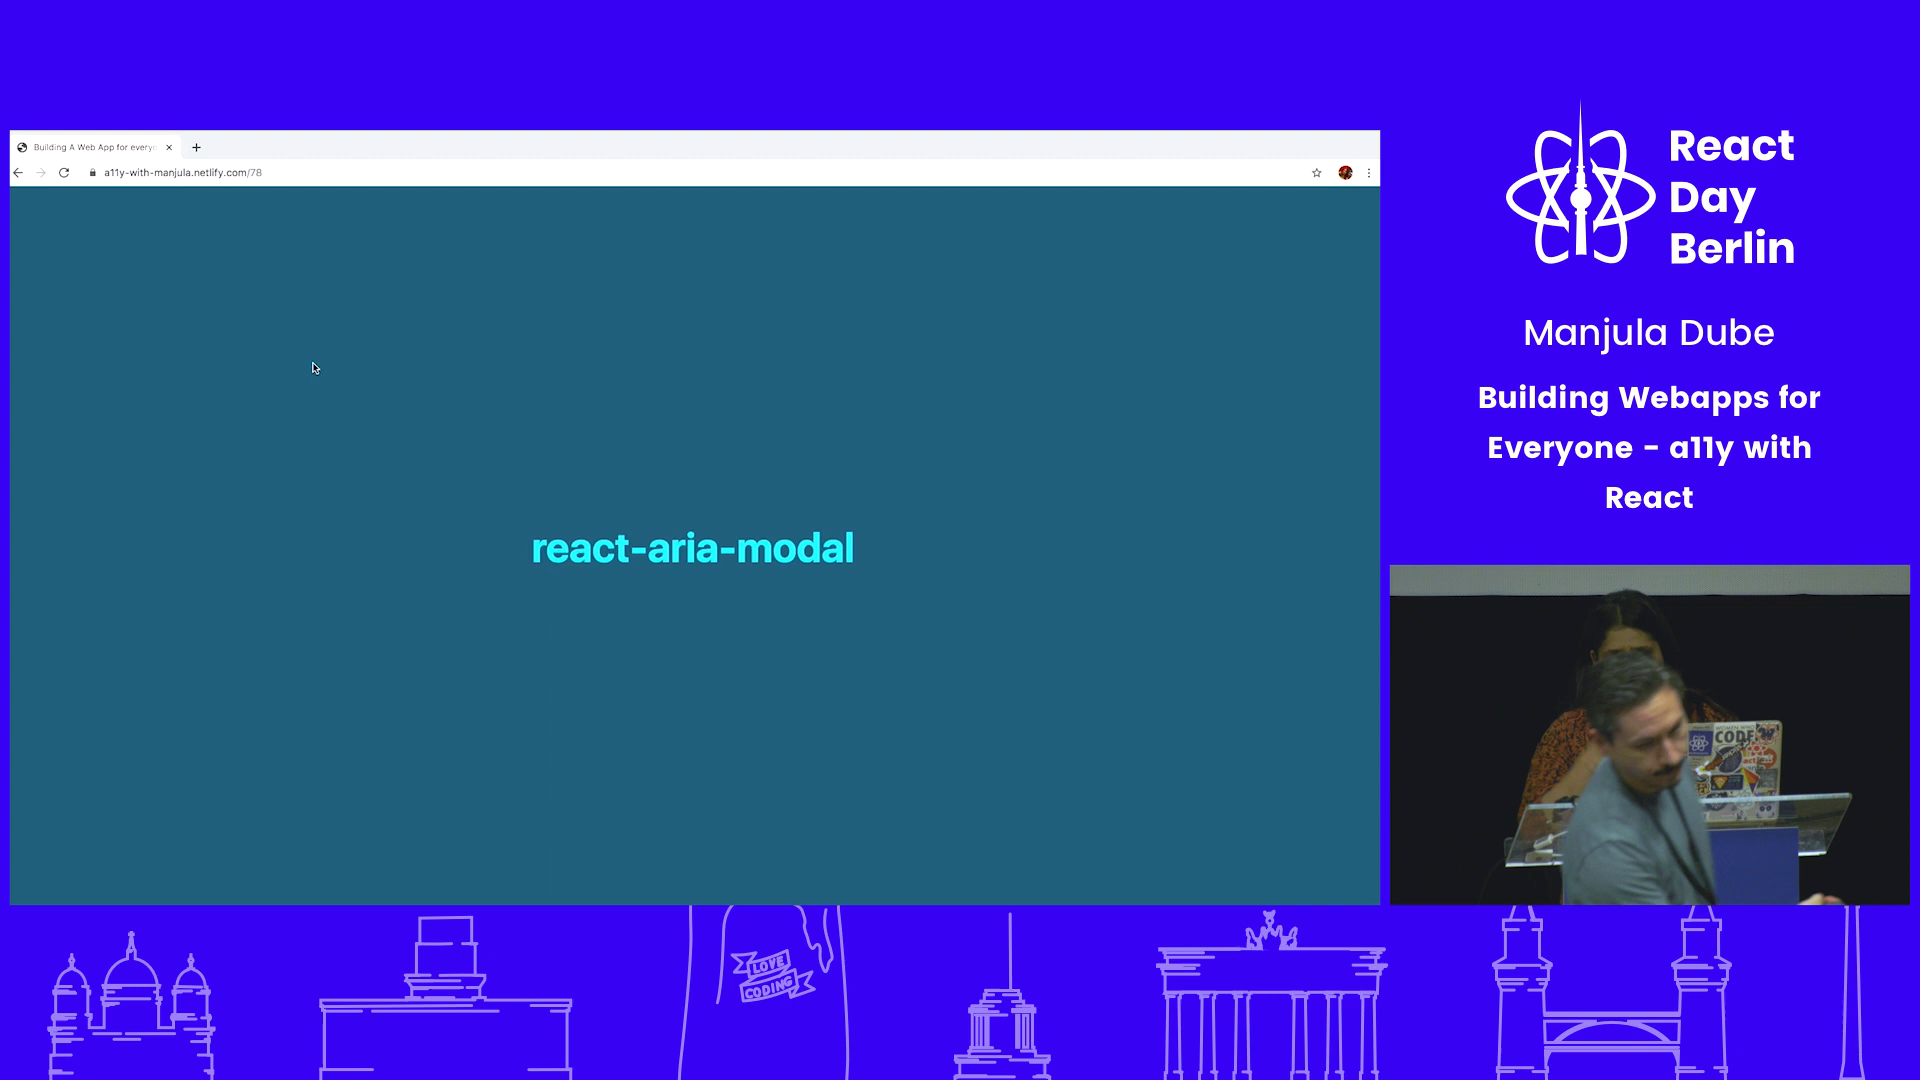 Building A Web App for everyo
a11y-with-manjula.netlify.com/78
react-aria-modal
React
Day
Berlin
Manjula Dube
Building Webapps for
Everyone - a11y with
React
CODE
LOVE
CODING